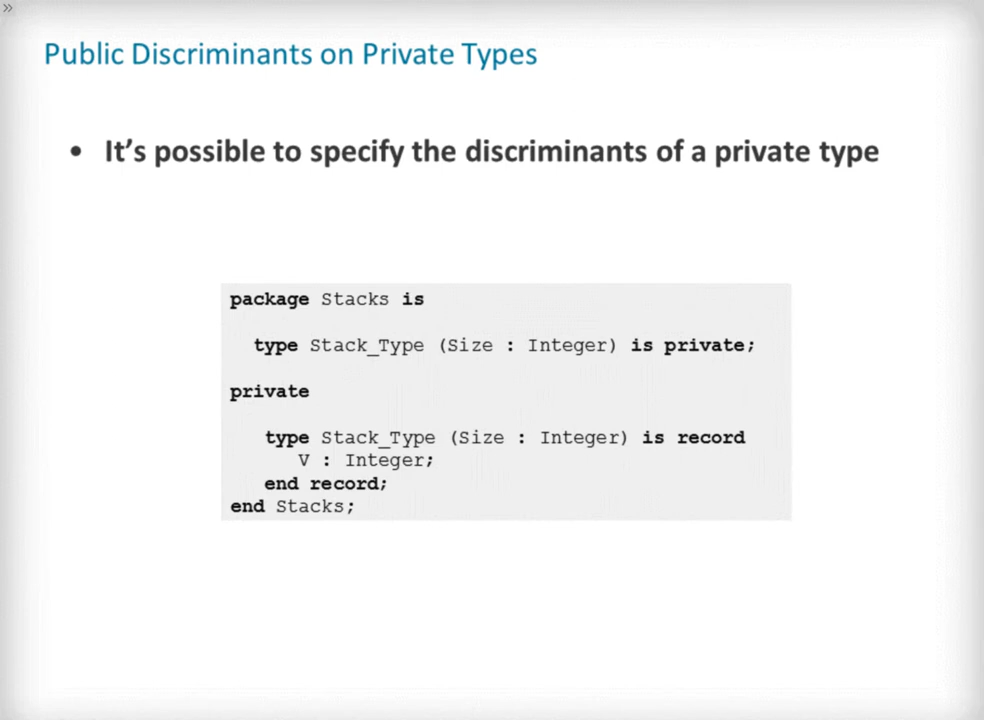 »
Public Discriminants on Private Types
• It's possible to specify the discriminants of a private type
package Stacks is
type Stack_Type (Size : Integer) is private;
private
type Stack_Type (Size : Integer) is record
V : Integer;
end record;
end Stacks;